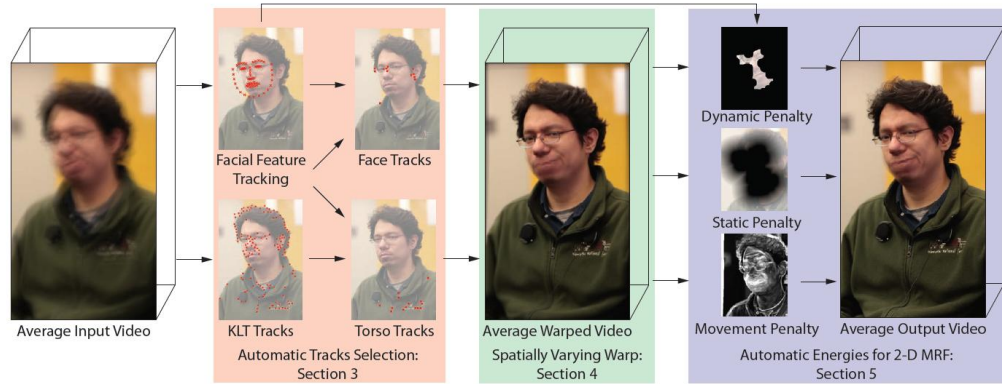 Facial Feature
Tracking
Face Tracks
Dynamic Penalty
Static Penalty
Average Input Video
KLT Tracks
Torso Tracks
Average Warped Video
Movement Penalty
Average Output Video
Automatic Tracks Selection:
Section 3
Spatially Varying Warp:
Section 4
Automatic Energies for 2-D MRF:
Section 5